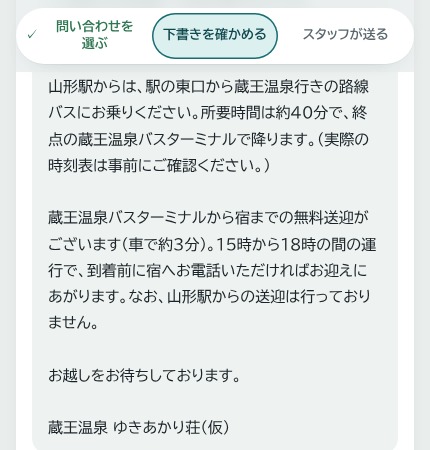 ✓ 問い合わせを
選ぶ
下書きを確かめる
スタッフが送る
山形駅からは、駅の東口から蔵王温泉行きの路線
バスにお乗りください。所要時間は約40分で、終
点の蔵王温泉バスターミナルで降ります。(実際の
時刻表は事前にご確認ください。)
蔵王温泉バスターミナルから宿までの無料送迎が
ございます(車で約3分)。15時から18時の間の運
行で、到着前に宿へお電話いただければお迎えに
あがります。なお、山形駅からの送迎は行っており
ません。
お越しをお待ちしております。
蔵王温泉 ゆきあかり荘(仮)